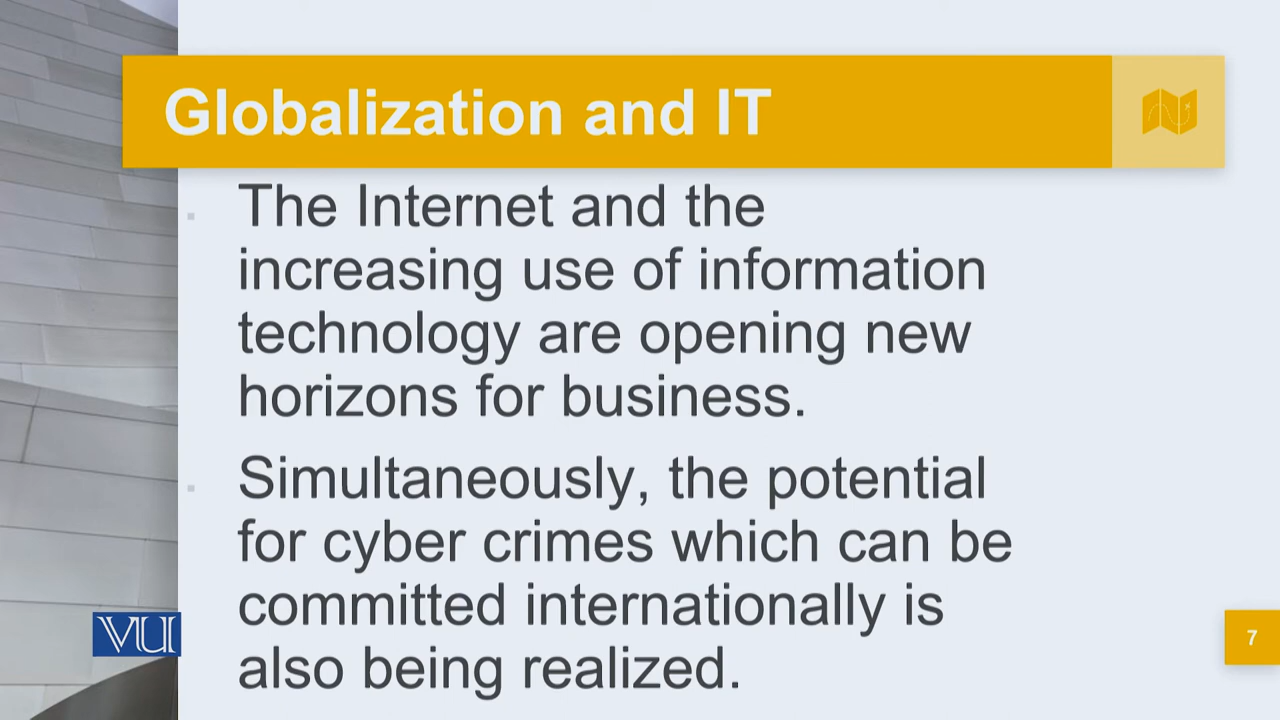 Globalization and IT
The Internet and the
increasing use of information
technology are opening new
horizons for business.
Simultaneously, the potential
for cyber crimes which can be
committed internationally is
also being realized.
VU
7